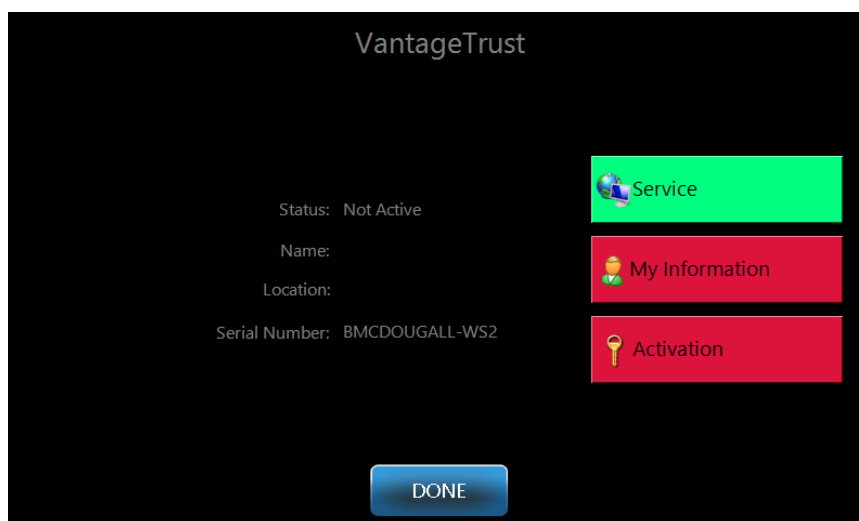 VantageTrust
Service
Status: Not Active
Name:
My Information
Location:
Serial Number: BMCDOUGALL-WS2
Activation
DONE